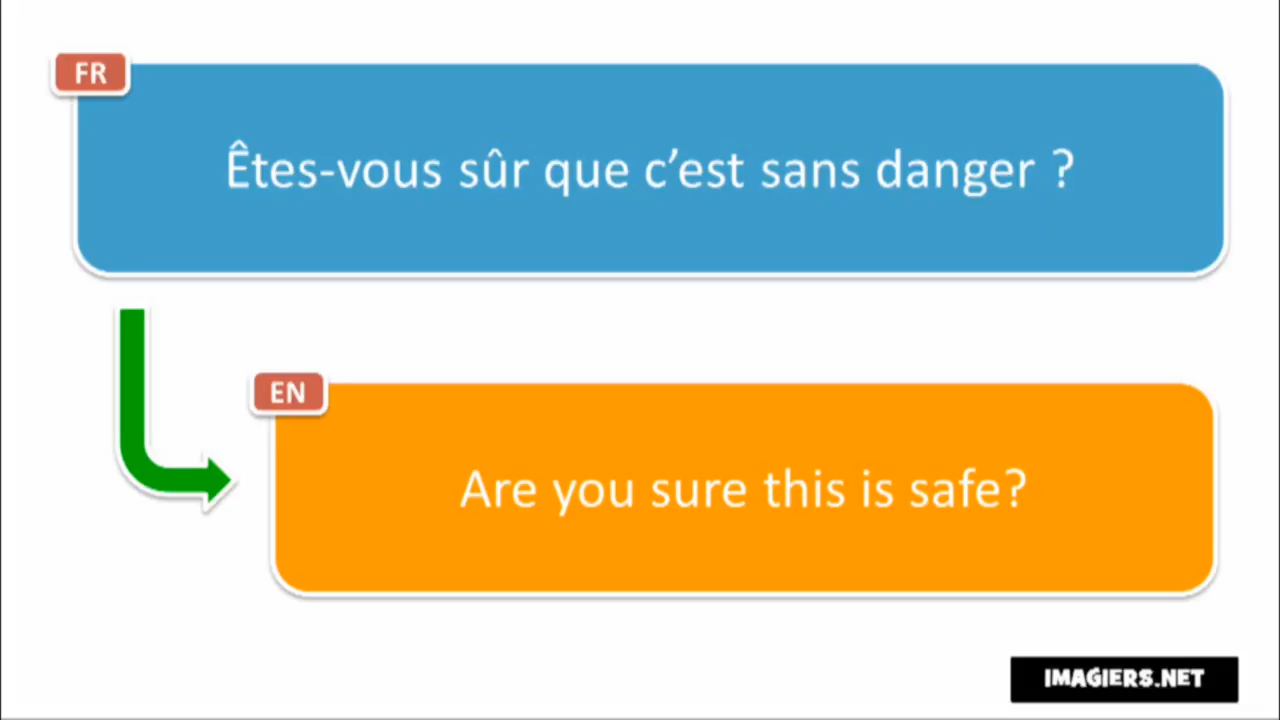 FR
Êtes-vous sûr que c’est sans danger ?
EN
Are you sure this is safe?
IMAGIERS.NET